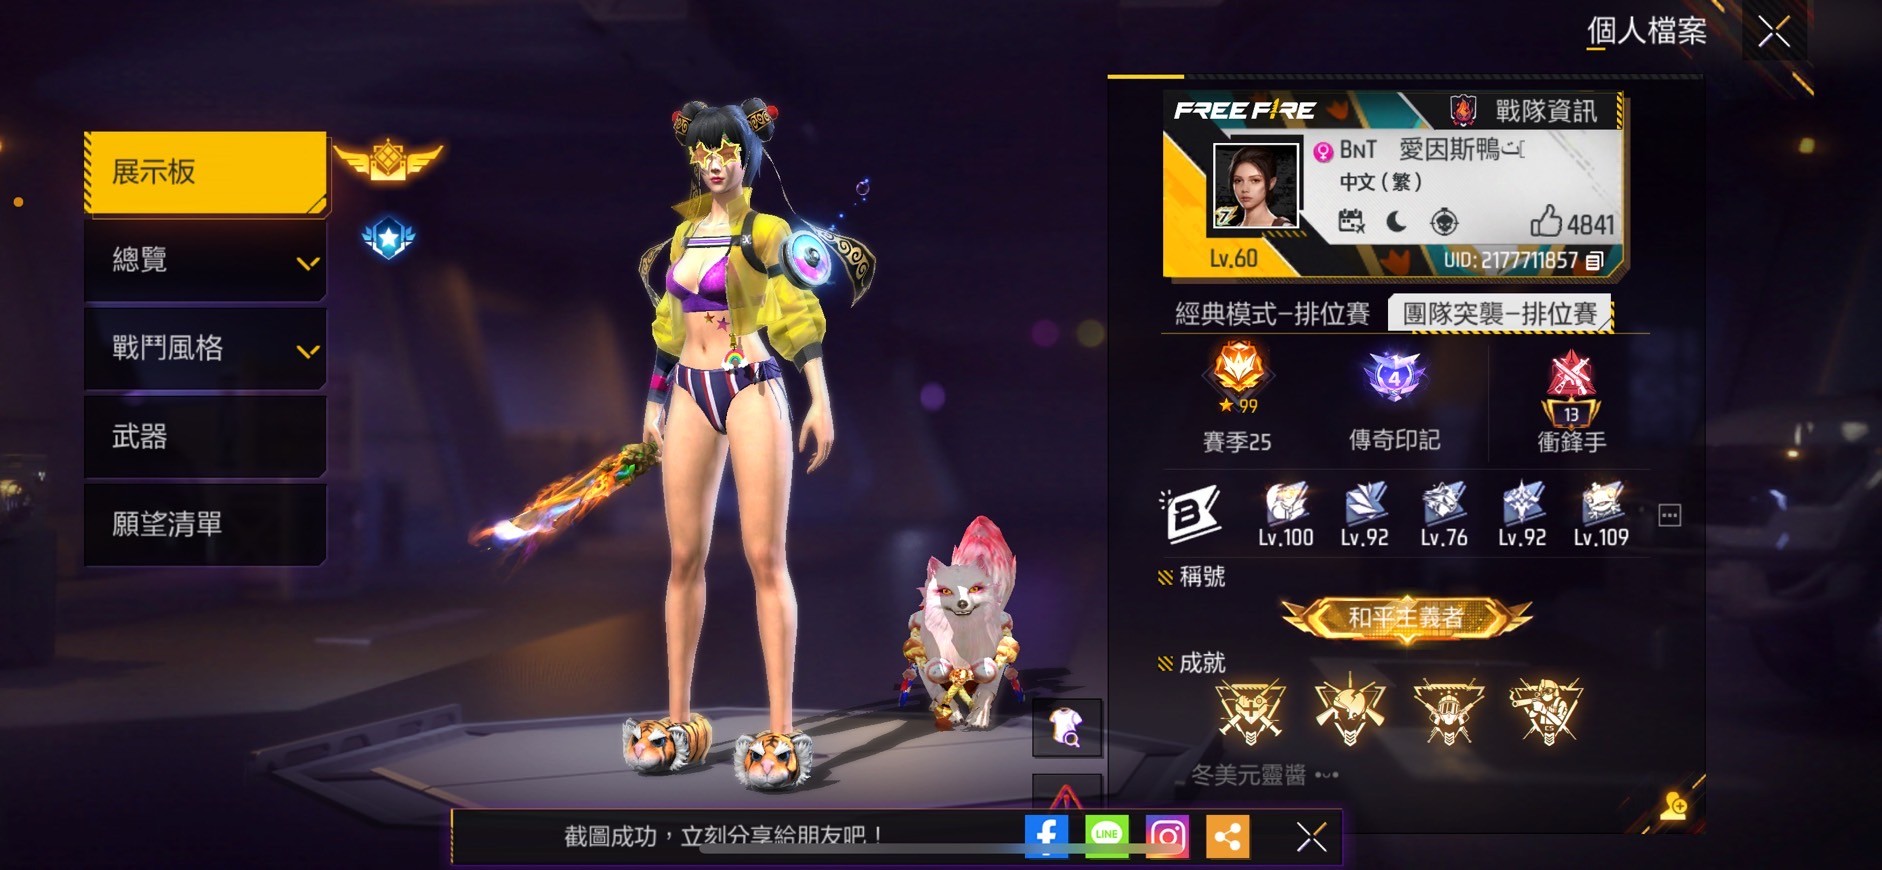 個人檔案
展示板
總覽
戰鬥風格
武器
願望清單
FREE FIRE
戰隊資訊
BNT 愛因斯鴨
中文(繁)
7
4841
Lv.60
UID: 2177711857
經典模式-排位賽
團隊突襲-排位賽
99
4
13
賽季25
傳奇印記
衝鋒手
B
Lv.100 Lv.92 Lv.76 Lv.92 Lv.109
稱號
和平主義者
成就
冬美元靈醬
截圖成功，立刻分享給朋友吧！
LINE